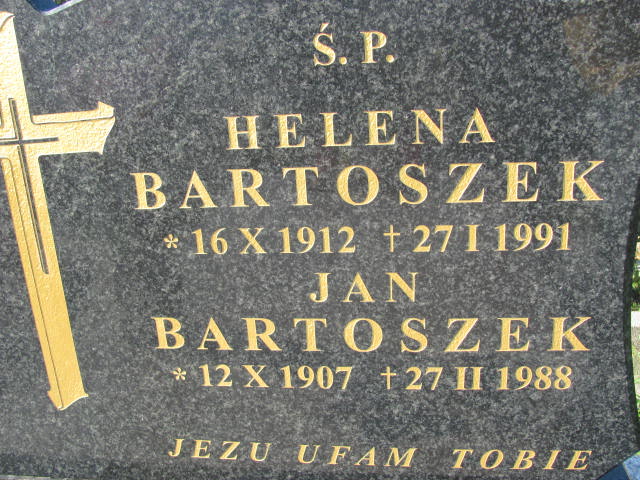 Ś. P.
HELENA
BARTOSZEK
* 16 X 1912 † 27 I 1991
JAN
BARTOSZEK
* 12 X 1907 † 27 II 1988
JEZU UFAM TOBIE